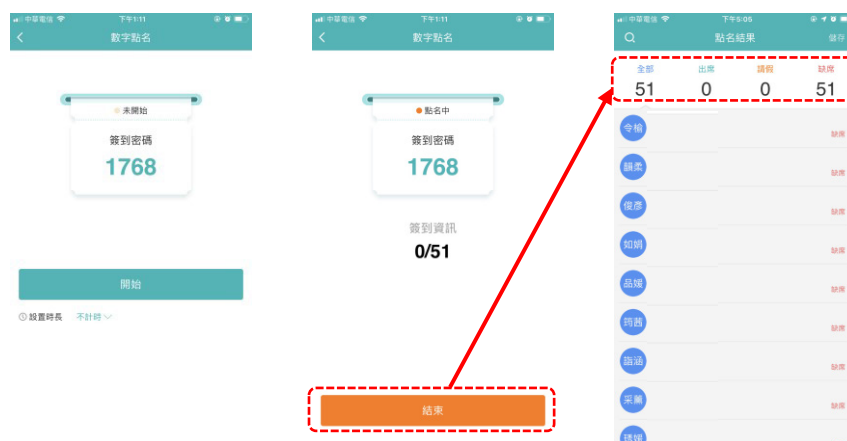 中華電信 下午1:11
數字點名
未開始
簽到密碼
1768
開始
設置時長 不計時
中華電信 下午1:11
數字點名
點名中
簽到密碼
1768
簽到資訊
0/51
結束
中華電信 下午5:05
點名結果 儲存
全部 出席 請假 缺席
51 0 0 51
令榆
缺席
韻柔
缺席
俊彥
缺席
如娟
缺席
品媛
缺席
筠茜
缺席
缺席
采薰
缺席